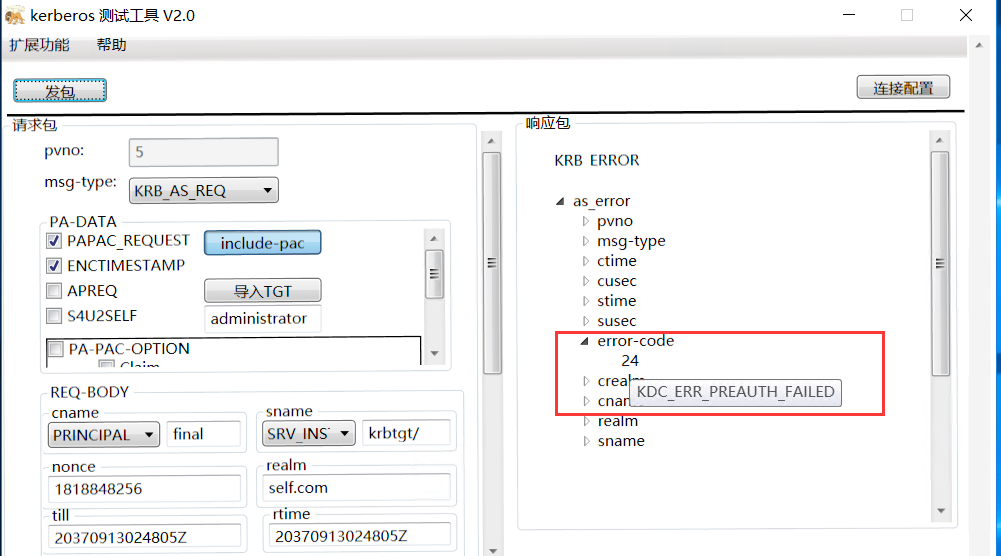 kerberos 测试工具 V2.0
扩展功能 帮助
发包 连接配置
请求包
pvno: 5
msg-type: KRB_AS_REQ
PA-DATA
PAPAC_REQUEST include-pac
ENCTIMESTAMP
APREQ 导入TGT
S4U2SELF administrator
PA-PAC-OPTION
Claim
REQ-BODY
cname sname
PRINCIPAL final SRV_INS krbtgt/
nonce realm
1818848256 self.com
till rtime
20370913024805Z 20370913024805Z
响应包
KRB ERROR
as_error
pvno
msg-type
ctime
cusec
stime
susec
error-code
24
crealm
KDC_ERR_PREAUTH_FAILED
cname
realm
sname